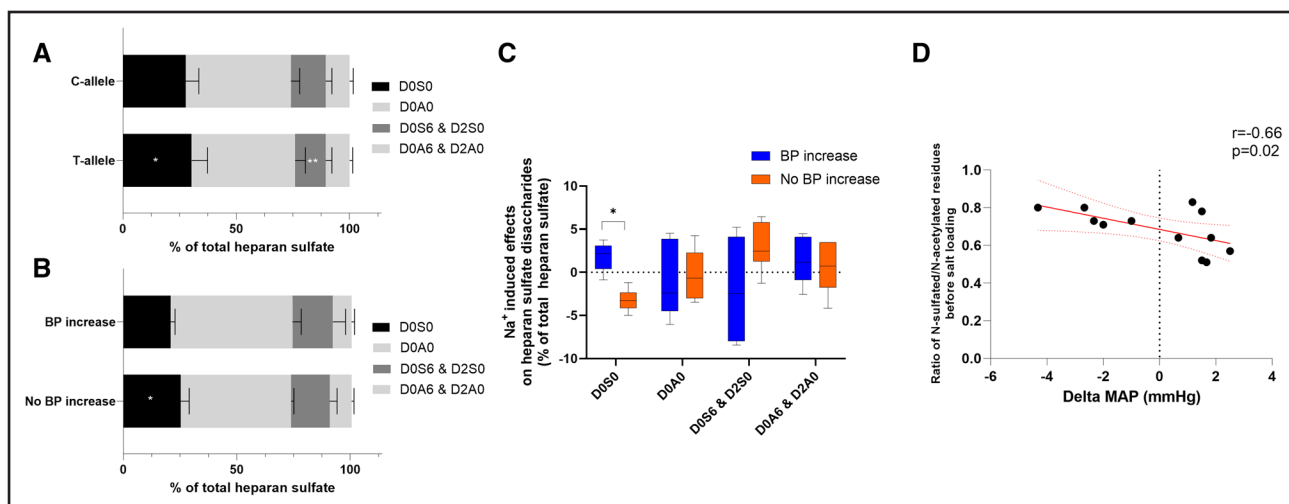 A
C-allele
T-allele
*
**
0
50
100
% of total heparan sulfate
D0S0
D0A0
D0S6 & D2S0
D0A6 & D2A0
B
BP increase
No BP increase
*
0
50
100
% of total heparan sulfate
D0S0
D0A0
D0S6 & D2S0
D0A6 & D2A0
C
BP increase
No BP increase
Na+ induced effects
on heparan sulfate disaccharides
(% of total heparan sulfate)
10
5
0
-5
-10
*
D0S0
D0A0
D0S6 & D2S0
D0A6 & D2A0
D
r=-0.66
p=0.02
Ratio of N-sulfated/N-acetylated residues
before salt loading
1.0
0.8
0.6
0.4
0.2
0.0
-6
-4
-2
0
2
4
Delta MAP (mmHg)